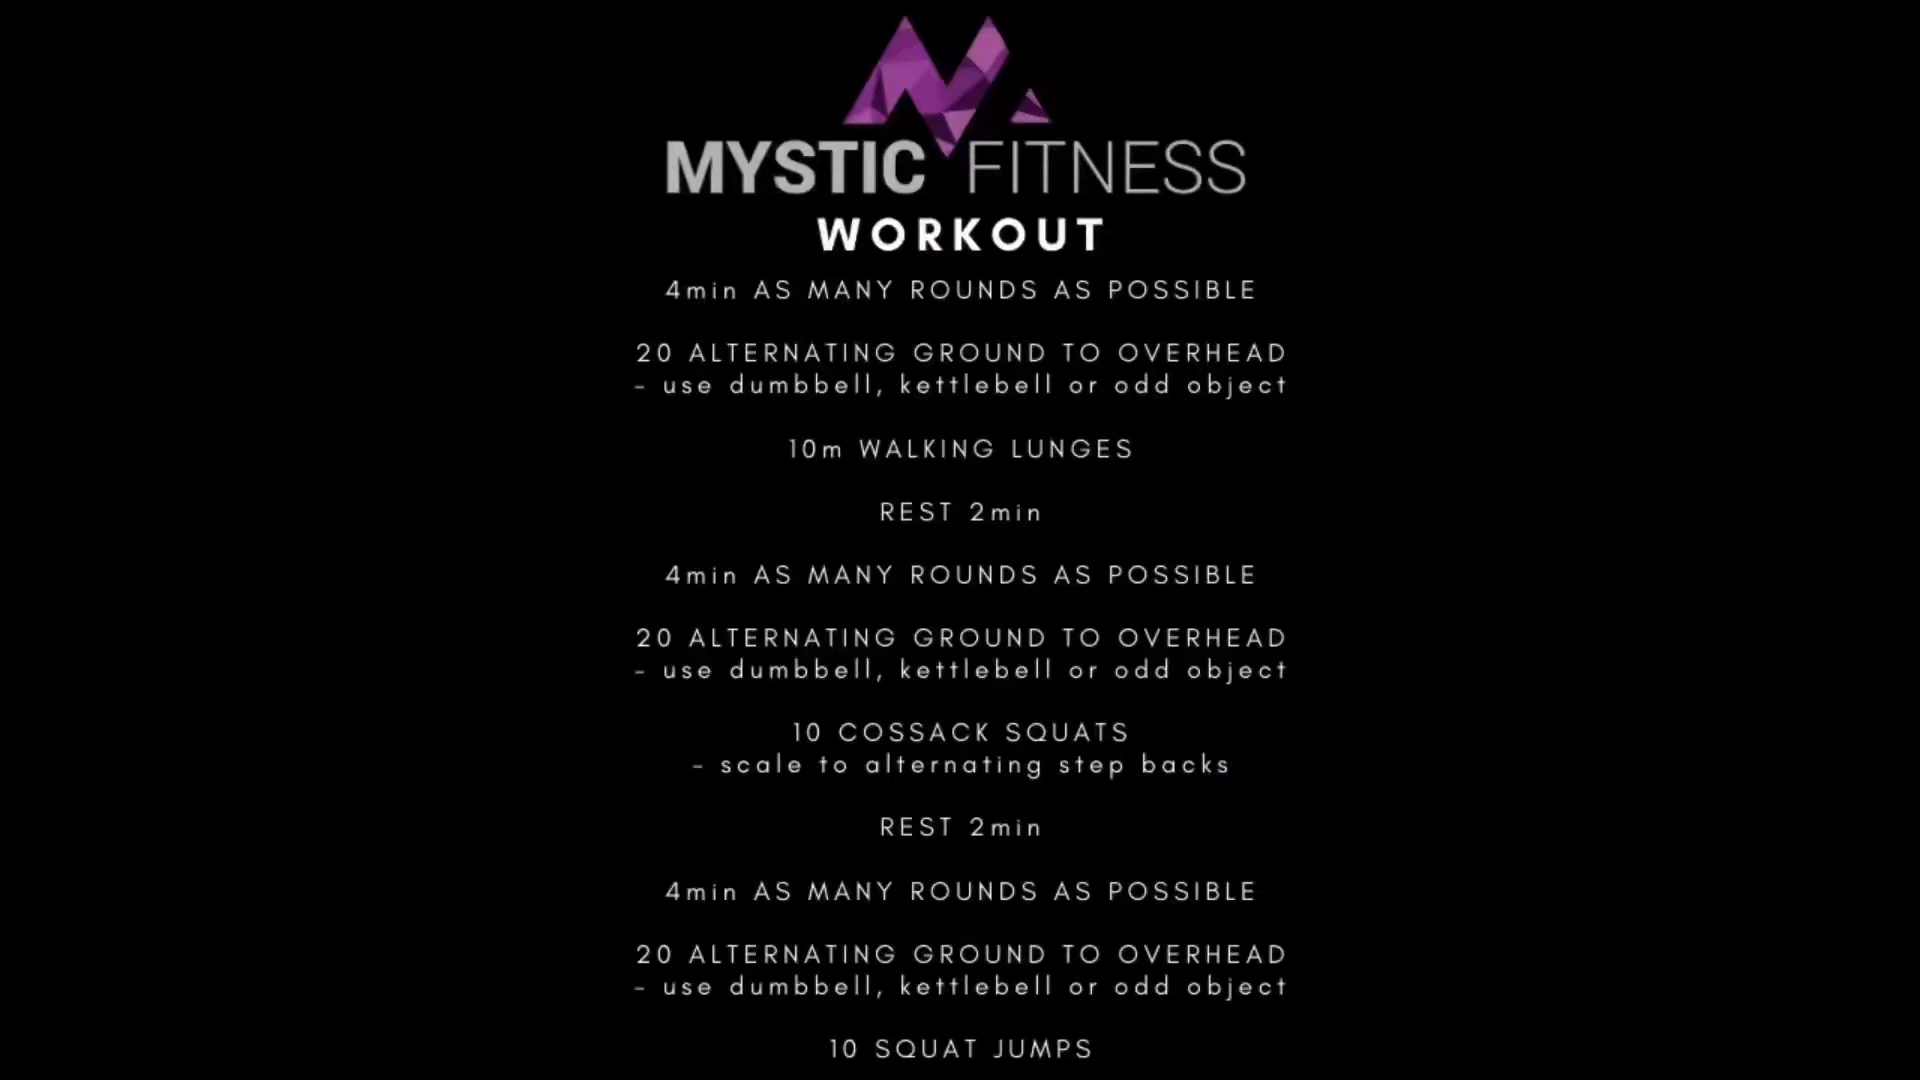 MYSTIC FITNESS
WORKOUT
4min AS MANY ROUNDS AS POSSIBLE
20 ALTERNATING GROUND TO OVERHEAD
- use dumbbell, kettlebell or odd object
10m WALKING LUNGES
REST 2min
4min AS MANY ROUNDS AS POSSIBLE
20 ALTERNATING GROUND TO OVERHEAD
- use dumbbell, kettlebell or odd object
10 COSSACK SQUATS
- scale to alternating step backs
REST 2min
4min AS MANY ROUNDS AS POSSIBLE
20 ALTERNATING GROUND TO OVERHEAD
- use dumbbell, kettlebell or odd object
10 SQUAT JUMPS